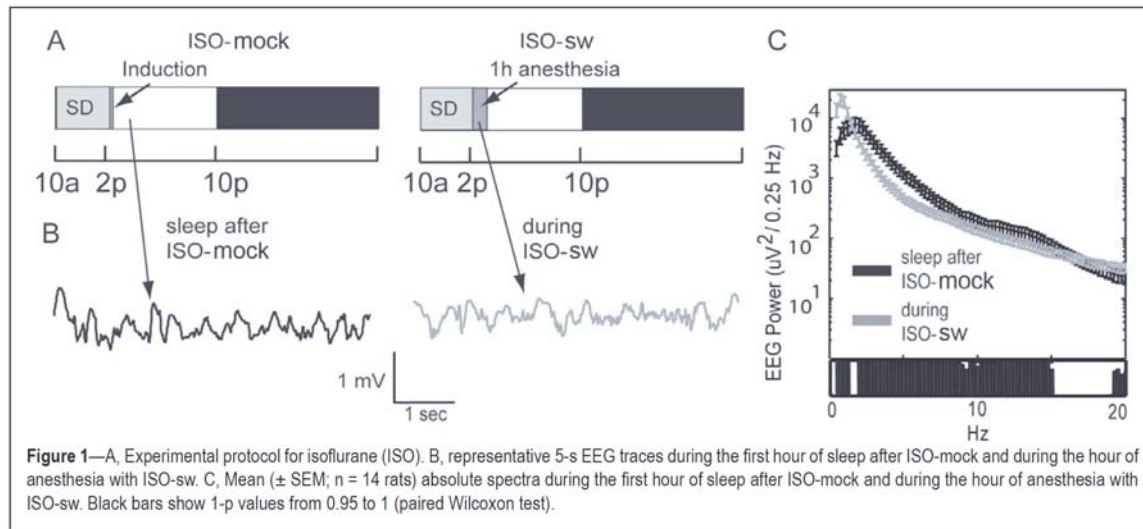 A
ISO-mock
Induction
SD
10a 2p 10p
ISO-sw
1h anesthesia
SD
10a 2p 10p
B
sleep after
ISO-mock
during
ISO-sw
1 mV
1 sec
C
EEG Power (uV²/ 0.25 Hz)
10⁴
10³
10²
10¹
sleep after
ISO-mock
during
ISO-sw
0 10 20
Hz
Figure 1—A, Experimental protocol for isoflurane (ISO). B, representative 5-s EEG traces during the first hour of sleep after ISO-mock and during the hour of
anesthesia with ISO-sw. C, Mean (± SEM; n = 14 rats) absolute spectra during the first hour of sleep after ISO-mock and during the hour of anesthesia with
ISO-sw. Black bars show 1-p values from 0.95 to 1 (paired Wilcoxon test).